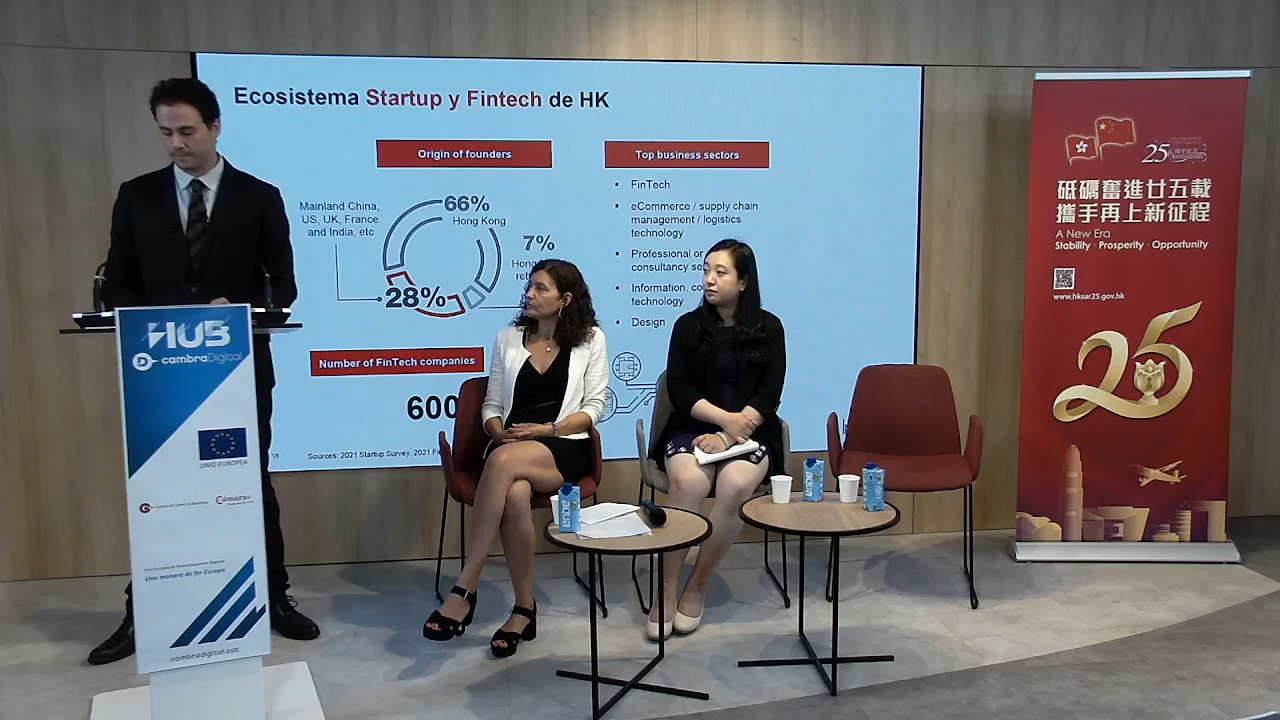 Ecosistema Startup y Fintech de HK
Origin of founders
Mainland China,
US, UK, France
and India, etc
66%
Hong Kong
7%
28%
Number of FinTech companies
600
18
Sources: 2021 Startup Survey, 2021
Top business sectors
▪ FinTech
▪ eCommerce / supply chain
management / logistics
technology
▪ Professional or
consultancy
▪ Information,
technology
▪ Design
HUB
D cambraDigital
UNIÓ EUROPEA
Cámaras
Una manera de fer Europa
cambradigital.cat
aqua
25
砥礪奮進廿五載
攜手再上新征程
A New Era
Stability · Prosperity · Opportunity
www.hksar25.gov.hk
25